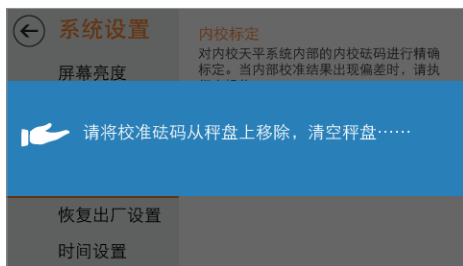 系统设置
内校标定
对内校天平系统内部的内校砝码进行精确
标定。当内部校准结果出现偏差时，请执
屏幕亮度
请将校准砝码从秤盘上移除，清空秤盘……
恢复出厂设置
时间设置